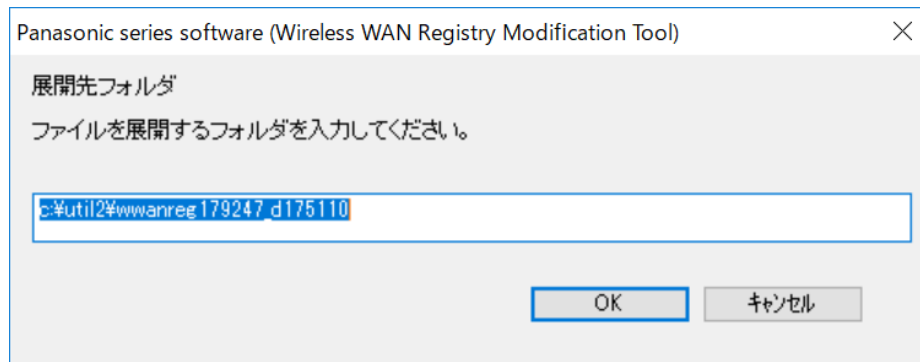 Panasonic series software (Wireless WAN Registry Modification Tool)
展開先フォルダ
ファイルを展開するフォルダを入力してください。
c:¥util2¥wwanreg179247_d175110
OK
キャンセル